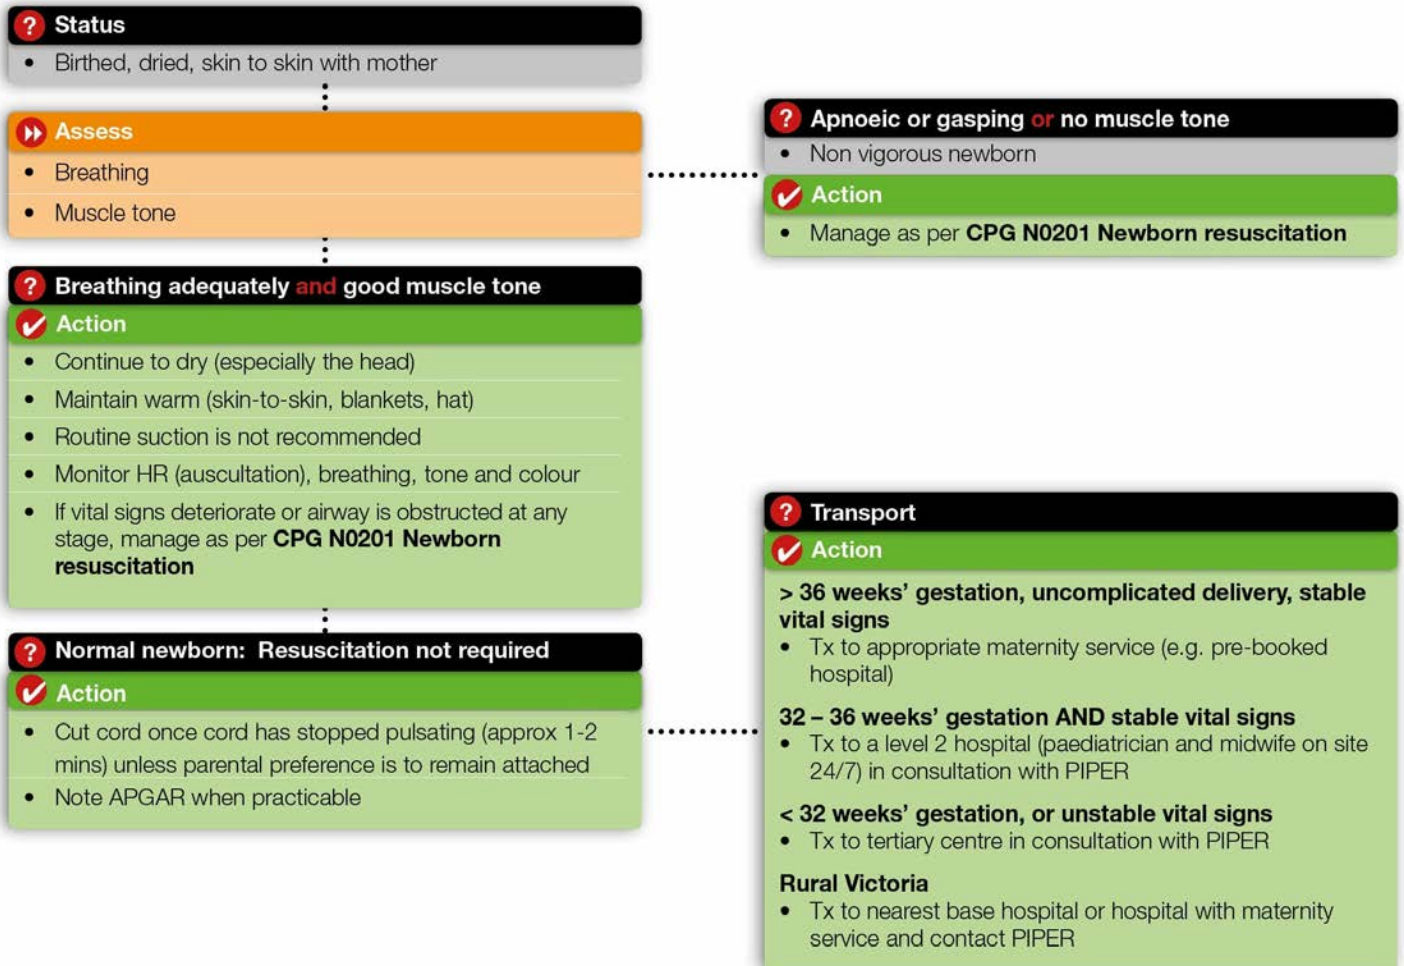 Status
• Birthed, dried, skin to skin with mother
Assess
• Breathing
• Muscle tone
? Apnoeic or gasping or no muscle tone
• Non vigorous newborn
Action
• Manage as per CPG N0201 Newborn resuscitation
? Breathing adequately and good muscle tone
Action
• Continue to dry (especially the head)
• Maintain warm (skin-to-skin, blankets, hat)
• Routine suction is not recommended
• Monitor HR (auscultation), breathing, tone and colour
• If vital signs deteriorate or airway is obstructed at any
stage, manage as per CPG N0201 Newborn
resuscitation
? Normal newborn: Resuscitation not required
Action
• Cut cord once cord has stopped pulsating (approx 1-2
mins) unless parental preference is to remain attached
• Note APGAR when practicable
? Transport
Action
> 36 weeks' gestation, uncomplicated delivery, stable
vital signs
• Tx to appropriate maternity service (e.g. pre-booked
hospital)
32 – 36 weeks' gestation AND stable vital signs
• Tx to a level 2 hospital (paediatrician and midwife on site
24/7) in consultation with PIPER
< 32 weeks' gestation, or unstable vital signs
• Tx to tertiary centre in consultation with PIPER
Rural Victoria
• Tx to nearest base hospital or hospital with maternity
service and contact PIPER